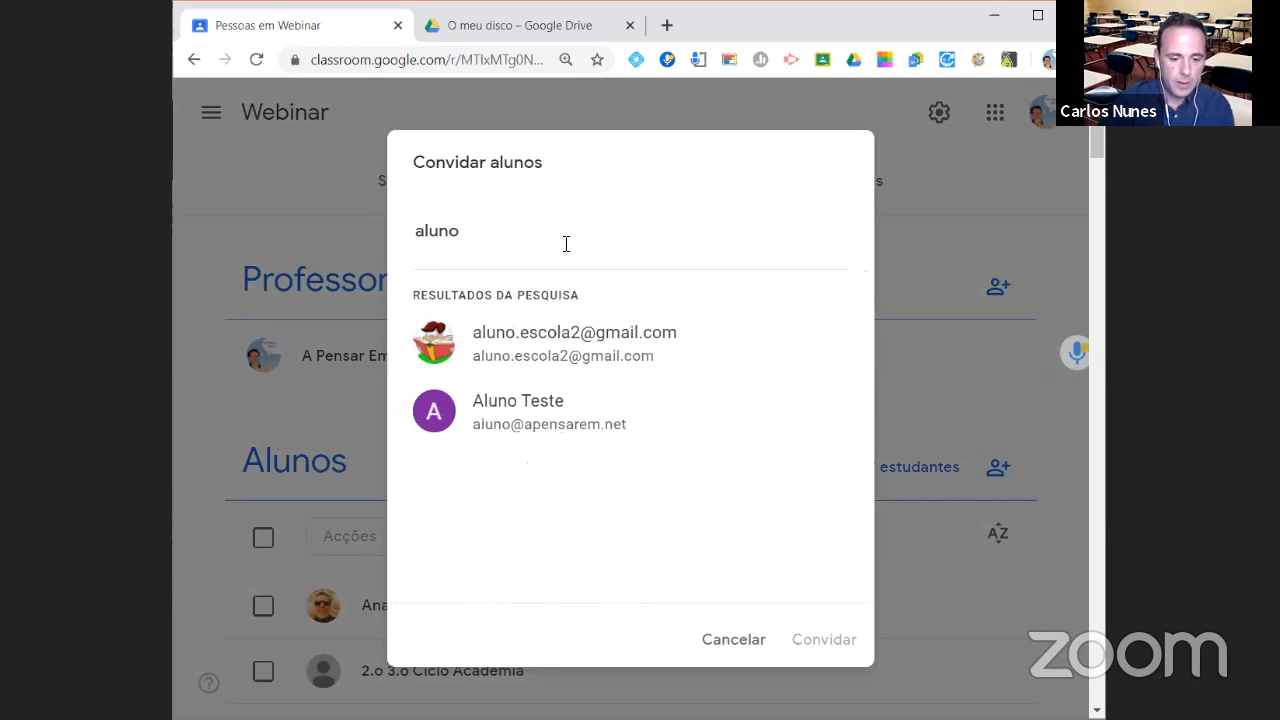 Pessoas em Webinar
O meu disco – Google Drive
classroom.google.com/r/MTIxMTg0N...
Carlos Nunes
Webinar
S
s
Convidar alunos
aluno
Professor
RESULTADOS DA PESQUISA
aluno.escola2@gmail.com
aluno.escola2@gmail.com
A Pensar Em
Aluno Teste
A
aluno@apensarem.net
Alunos
estudantes
Acções
AZ
Ana
Cancelar
Convidar
2.o 3.o Ciclo Academia
zoom